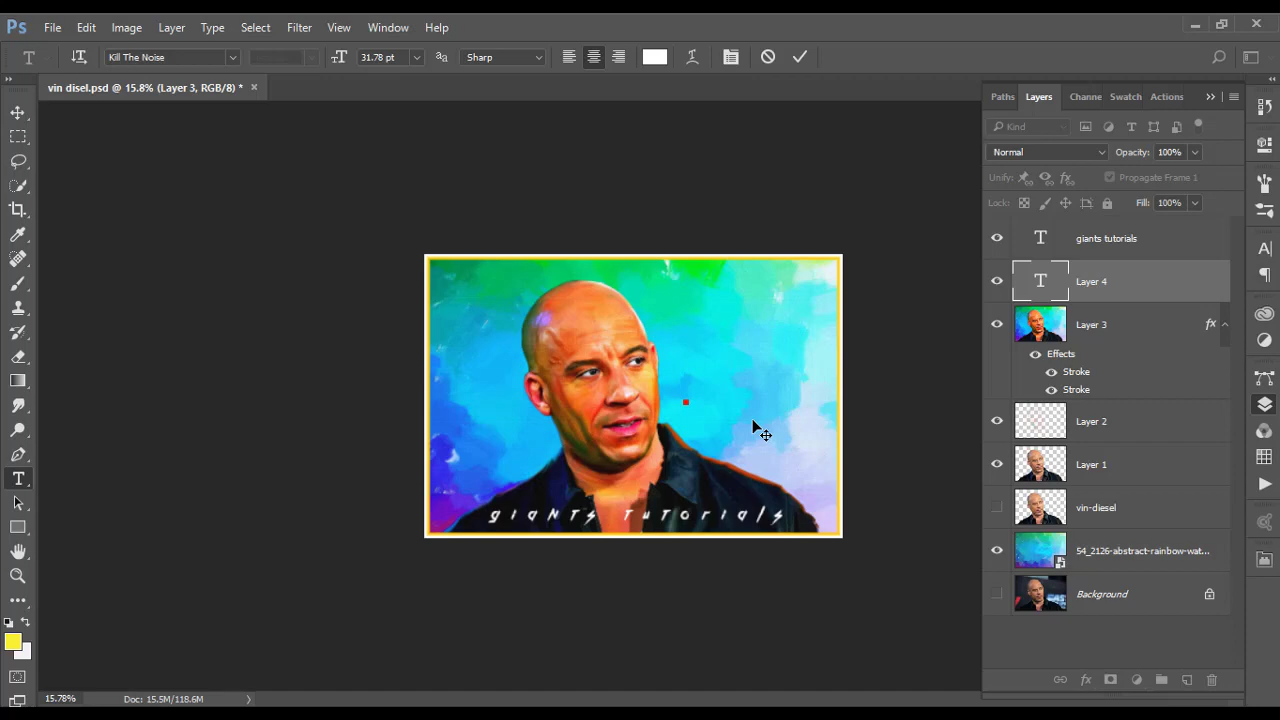 Ps File Edit Image Layer Type Select Filter View Window Help
T Kill The Noise 31.78 pt aa Sharp
vin disel.psd @ 15.8% (Layer 3, RGB/8) * ×
Paths Layers Channe Swatch Actions
Kind
Normal Opacity: 100%
Unify: Propagate Frame 1
Lock: Fill: 100%
T giants tutorials
T Layer 4
Layer 3 fx
Effects
Stroke
Stroke
Layer 2
Layer 1
vin-diesel
54_2126-abstract-rainbow-wat...
Background
giANTS TuTOrialS
15.78% Doc: 15.5M/118.6M